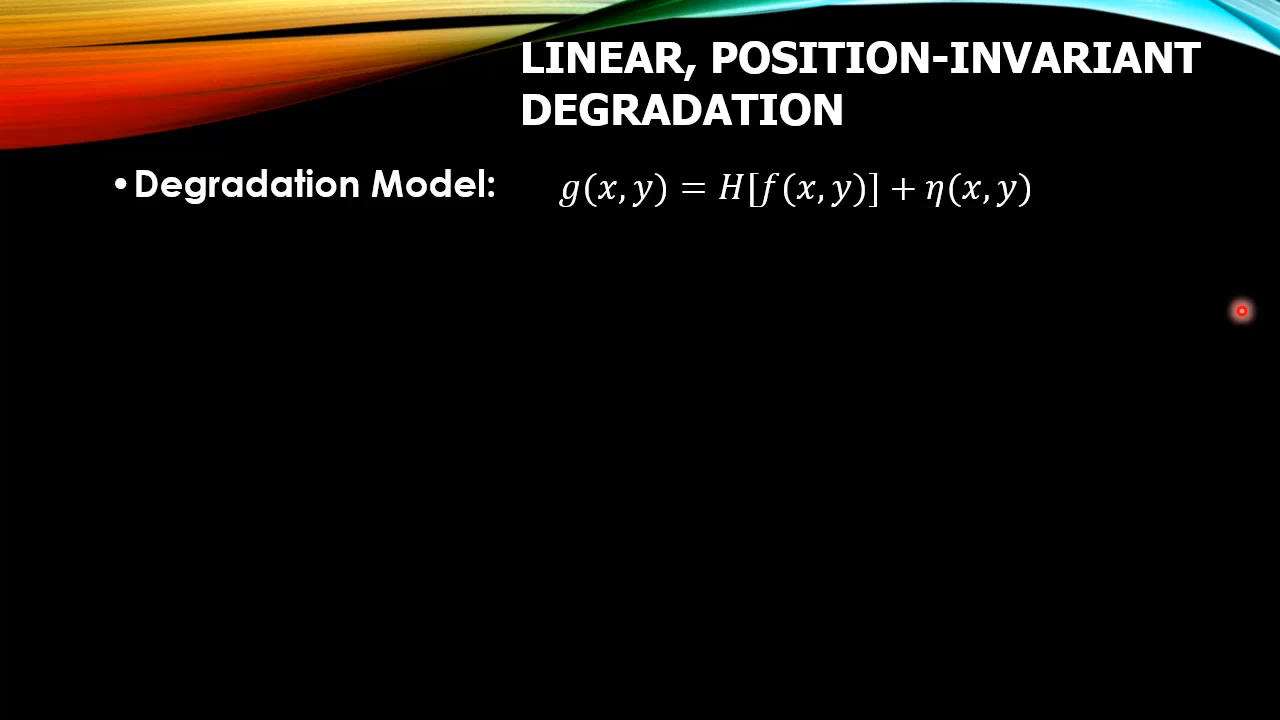 LINEAR, POSITION-INVARIANT
DEGRADATION
•Degradation Model: 𝑔(𝑥, 𝑦) = 𝐻[𝑓(𝑥, 𝑦)] + 𝜂(𝑥, 𝑦)